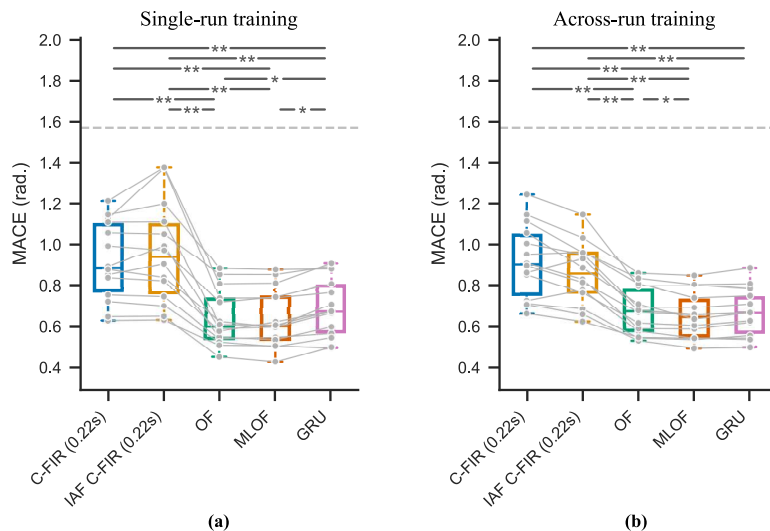 Single-run training
Across-run training
2.0
1.8
1.6
1.4
1.2
1.0
0.8
0.6
0.4
MACE (rad.)
**
**
*
**
**
**
*
C-FIR (0.22s)
IAF C-FIR (0.22s)
OF
MLOF
GRU
(a)
2.0
1.8
1.6
1.4
1.2
1.0
0.8
0.6
0.4
MACE (rad.)
**
**
**
**
**
**
*
C-FIR (0.22s)
IAF C-FIR (0.22s)
OF
MLOF
GRU
(b)